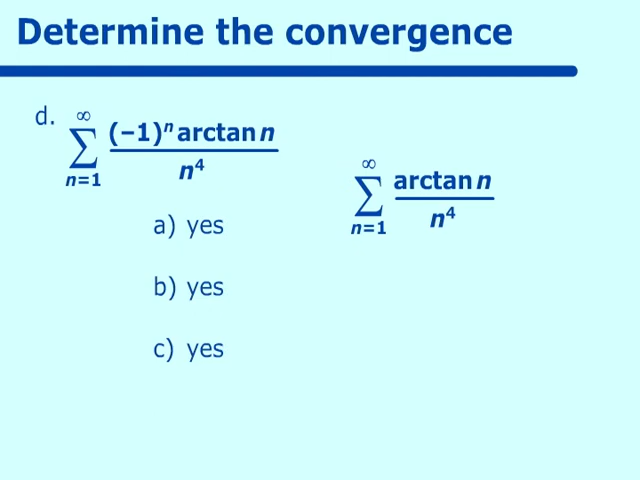 Determine the convergence
d. ∞ ∑ n=1 (−1)ⁿ arctan n / n⁴
∞ ∑ n=1 arctan n / n⁴
a) yes
b) yes
c) yes